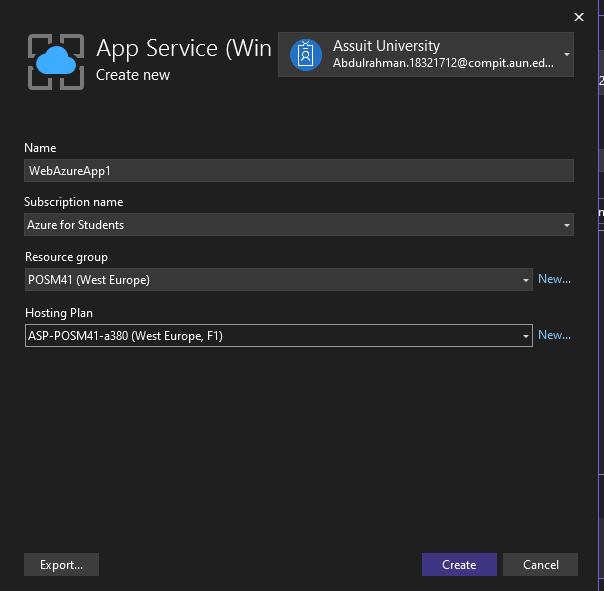 App Service (Win
Create new
Assuit University
Abdulrahman.18321712@compit.aun.ed...
Name
WebAzureApp1
Subscription name
Azure for Students
Resource group
POSM41 (West Europe)
New...
Hosting Plan
ASP-POSM41-a380 (West Europe, F1)
New...
Export...
Create
Cancel